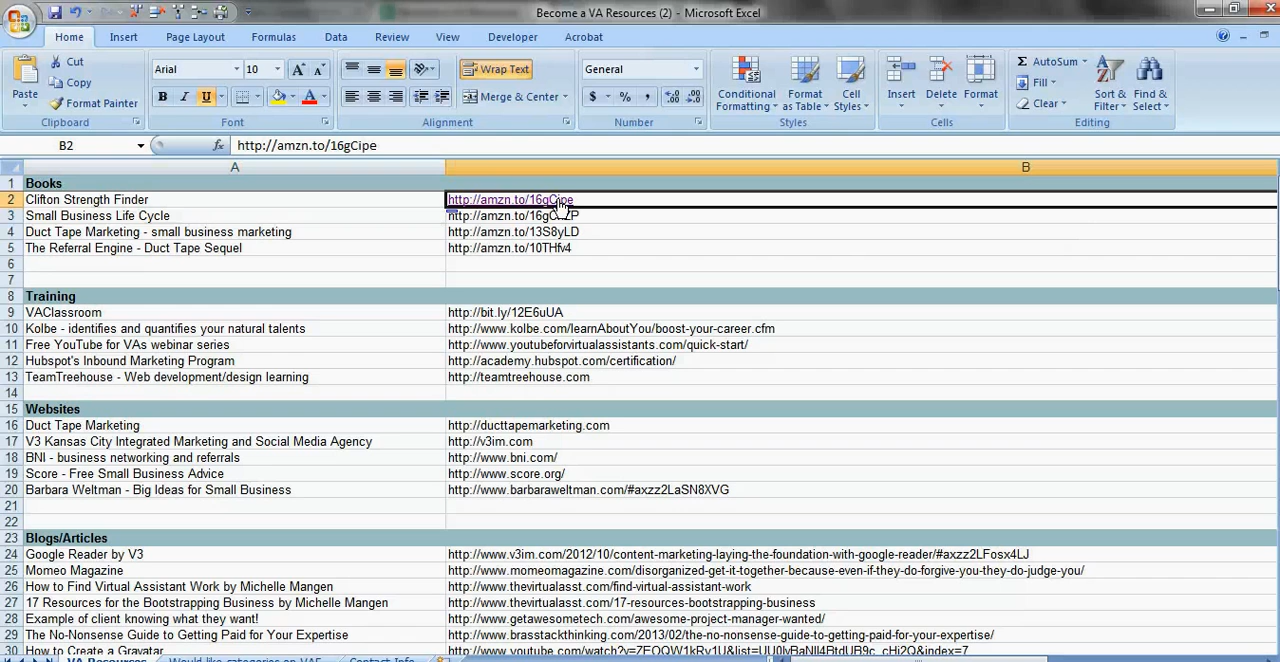 Become a VA Resources (2) - Microsoft Excel
Home Insert Page Layout Formulas Data Review View Developer Acrobat
Paste
Cut
Copy
Format Painter
Clipboard
Arial 10
B I U
Font
Wrap Text
Merge & Center
Alignment
General
$ % ,
Number
Conditional Formatting
Format as Table
Cell Styles
Styles
Insert Delete Format
Cells
Σ AutoSum
Fill
Clear
Sort & Filter
Find & Select
Editing
B2 fx http://amzn.to/16gCipe
A B
1 Books
2 Clifton Strength Finder http://amzn.to/16gCipe
3 Small Business Life Cycle
4 Duct Tape Marketing - small business marketing http://amzn.to/13S8yLD
5 The Referral Engine - Duct Tape Sequel http://amzn.to/10THfv4
6
7
8 Training
9 VAClassroom http://bit.ly/12E6uUA
10 Kolbe - identifies and quantifies your natural talents http://www.kolbe.com/learnAboutYou/boost-your-career.cfm
11 Free YouTube for VAs webinar series http://www.youtubeforvirtualassistants.com/quick-start/
12 Hubspot's Inbound Marketing Program http://academy.hubspot.com/certification/
13 TeamTreehouse - Web development/design learning http://teamtreehouse.com
14
15 Websites
16 Duct Tape Marketing http://ducttapemarketing.com
17 V3 Kansas City Integrated Marketing and Social Media Agency http://v3im.com
18 BNI - business networking and referrals http://www.bni.com/
19 Score - Free Small Business Advice http://www.score.org/
20 Barbara Weltman - Big Ideas for Small Business http://www.barbaraweltman.com/#axzz2LaSN8XVG
21
22
23 Blogs/Articles
24 Google Reader by V3 http://www.v3im.com/2012/10/content-marketing-laying-the-foundation-with-google-reader/#axzz2LFosx4LJ
25 Momeo Magazine http://www.momeomagazine.com/disorganized-get-it-together-because-even-if-they-do-forgive-you-they-do-judge-you/
26 How to Find Virtual Assistant Work by Michelle Mangen http://www.thevirtualasst.com/find-virtual-assistant-work
27 17 Resources for the Bootstrapping Business by Michelle Mangen http://www.thevirtualasst.com/17-resources-bootstrapping-business
28 Example of client knowing what they want! http://www.getawesometech.com/awesome-project-manager-wanted/
29 The No-Nonsense Guide to Getting Paid for Your Expertise http://www.brasstackthinking.com/2013/02/the-no-nonsense-guide-to-getting-paid-for-your-expertise/
30 How to Create a Gravatar
VA Resources Would like categories on VAE Contact Info